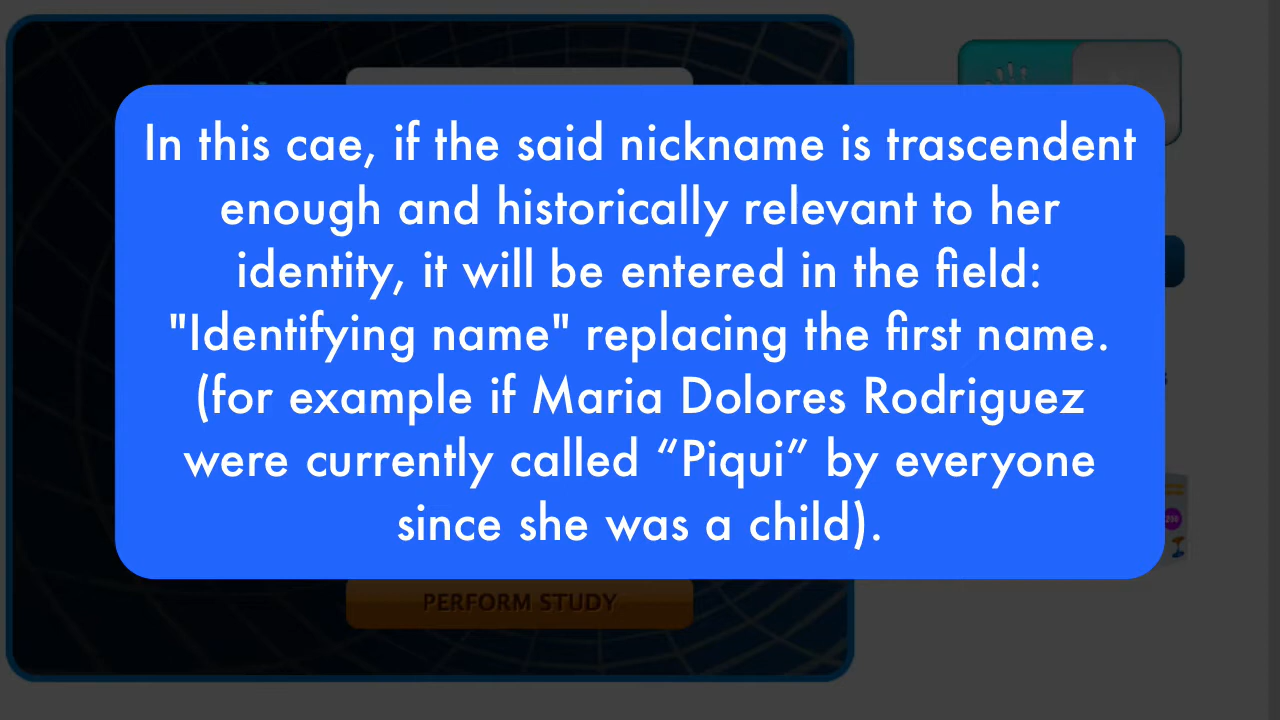 In this cae, if the said nickname is trascendent
enough and historically relevant to her
identity, it will be entered in the field:
"Identifying name" replacing the first name.
(for example if Maria Dolores Rodriguez
were currently called “Piqui” by everyone
since she was a child).
PERFORM STUDY